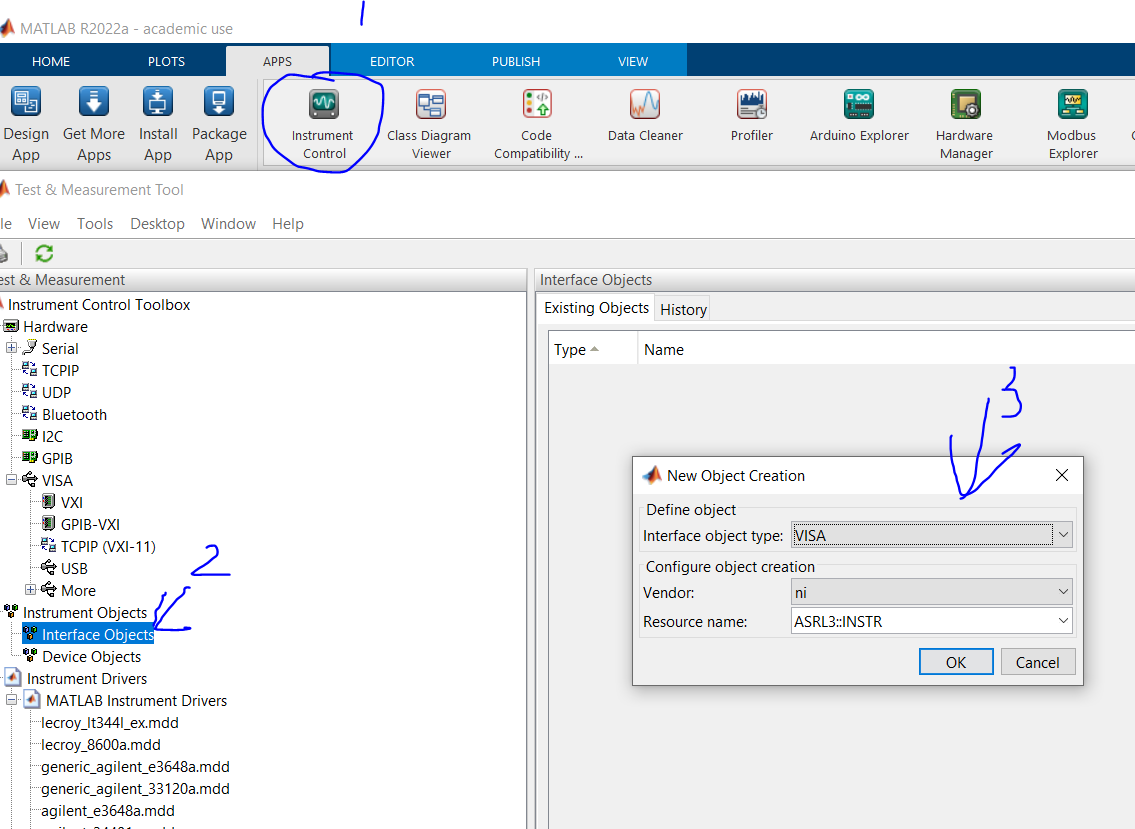 1
MATLAB R2022a - academic use
HOME PLOTS APPS EDITOR PUBLISH VIEW
Design App
Get More Apps
Install App
Package App
Instrument Control
Class Diagram Viewer
Code Compatibility ...
Data Cleaner
Profiler
Arduino Explorer
Hardware Manager
Modbus Explorer
Test & Measurement Tool
le View Tools Desktop Window Help
est & Measurement
Instrument Control Toolbox
Hardware
Serial
TCPIP
UDP
Bluetooth
I2C
GPIB
VISA
VXI
GPIB-VXI
TCPIP (VXI-11)
USB
More
2
Instrument Objects
Interface Objects
Device Objects
Instrument Drivers
MATLAB Instrument Drivers
lecroy_lt344l_ex.mdd
lecroy_8600a.mdd
generic_agilent_e3648a.mdd
generic_agilent_33120a.mdd
agilent_e3648a.mdd
Interface Objects
Existing Objects History
Type Name
3
New Object Creation
Define object
Interface object type: VISA
Configure object creation
Vendor: ni
Resource name: ASRL3::INSTR
OK Cancel